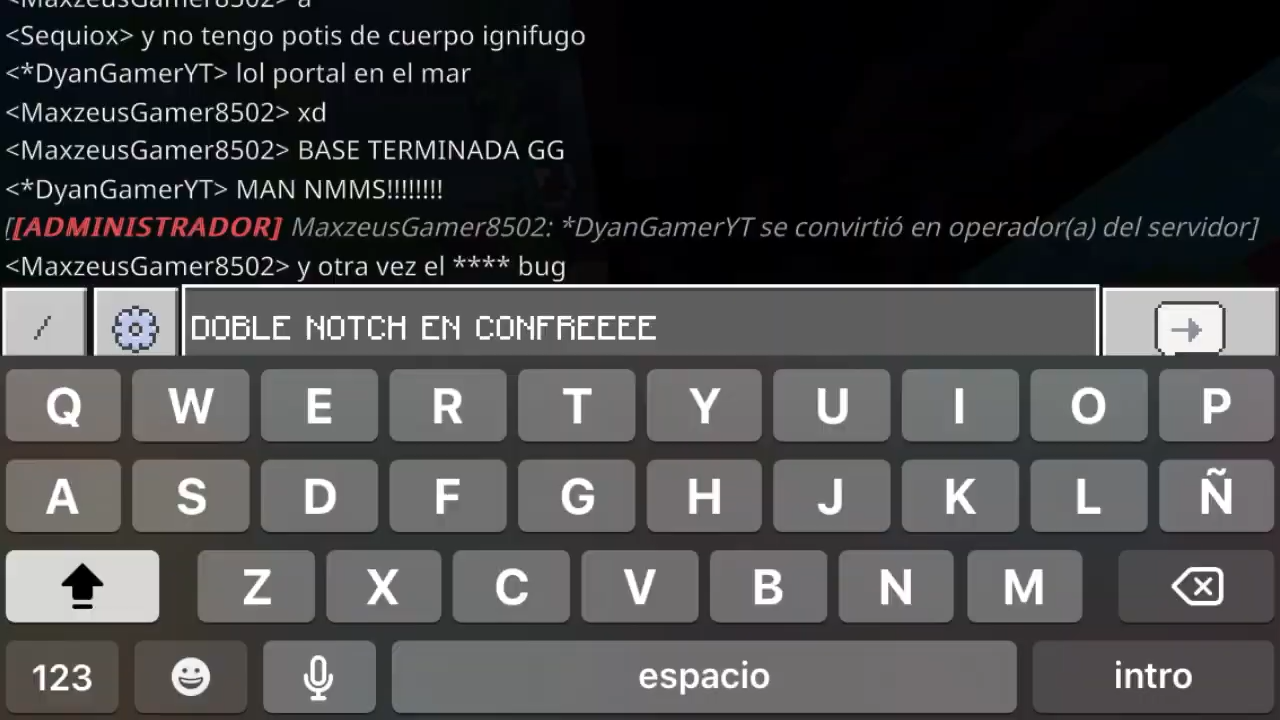 <MaxzeusGamer8502> a
<Sequiox> y no tengo potis de cuerpo ignifugo
<*DyanGamerYT> lol portal en el mar
<MaxzeusGamer8502> xd
<MaxzeusGamer8502> BASE TERMINADA GG
<*DyanGamerYT> MAN NMMS!!!!!!!!
[[ADMINISTRADOR] MaxzeusGamer8502: *DyanGamerYT se convirtió en operador(a) del servidor]
<MaxzeusGamer8502> y otra vez el **** bug
/ DOBLE NOTCH EN CONFREEEE
Q W E R T Y U I O P
A S D F G H J K L Ñ
Z X C V B N M
123 espacio intro